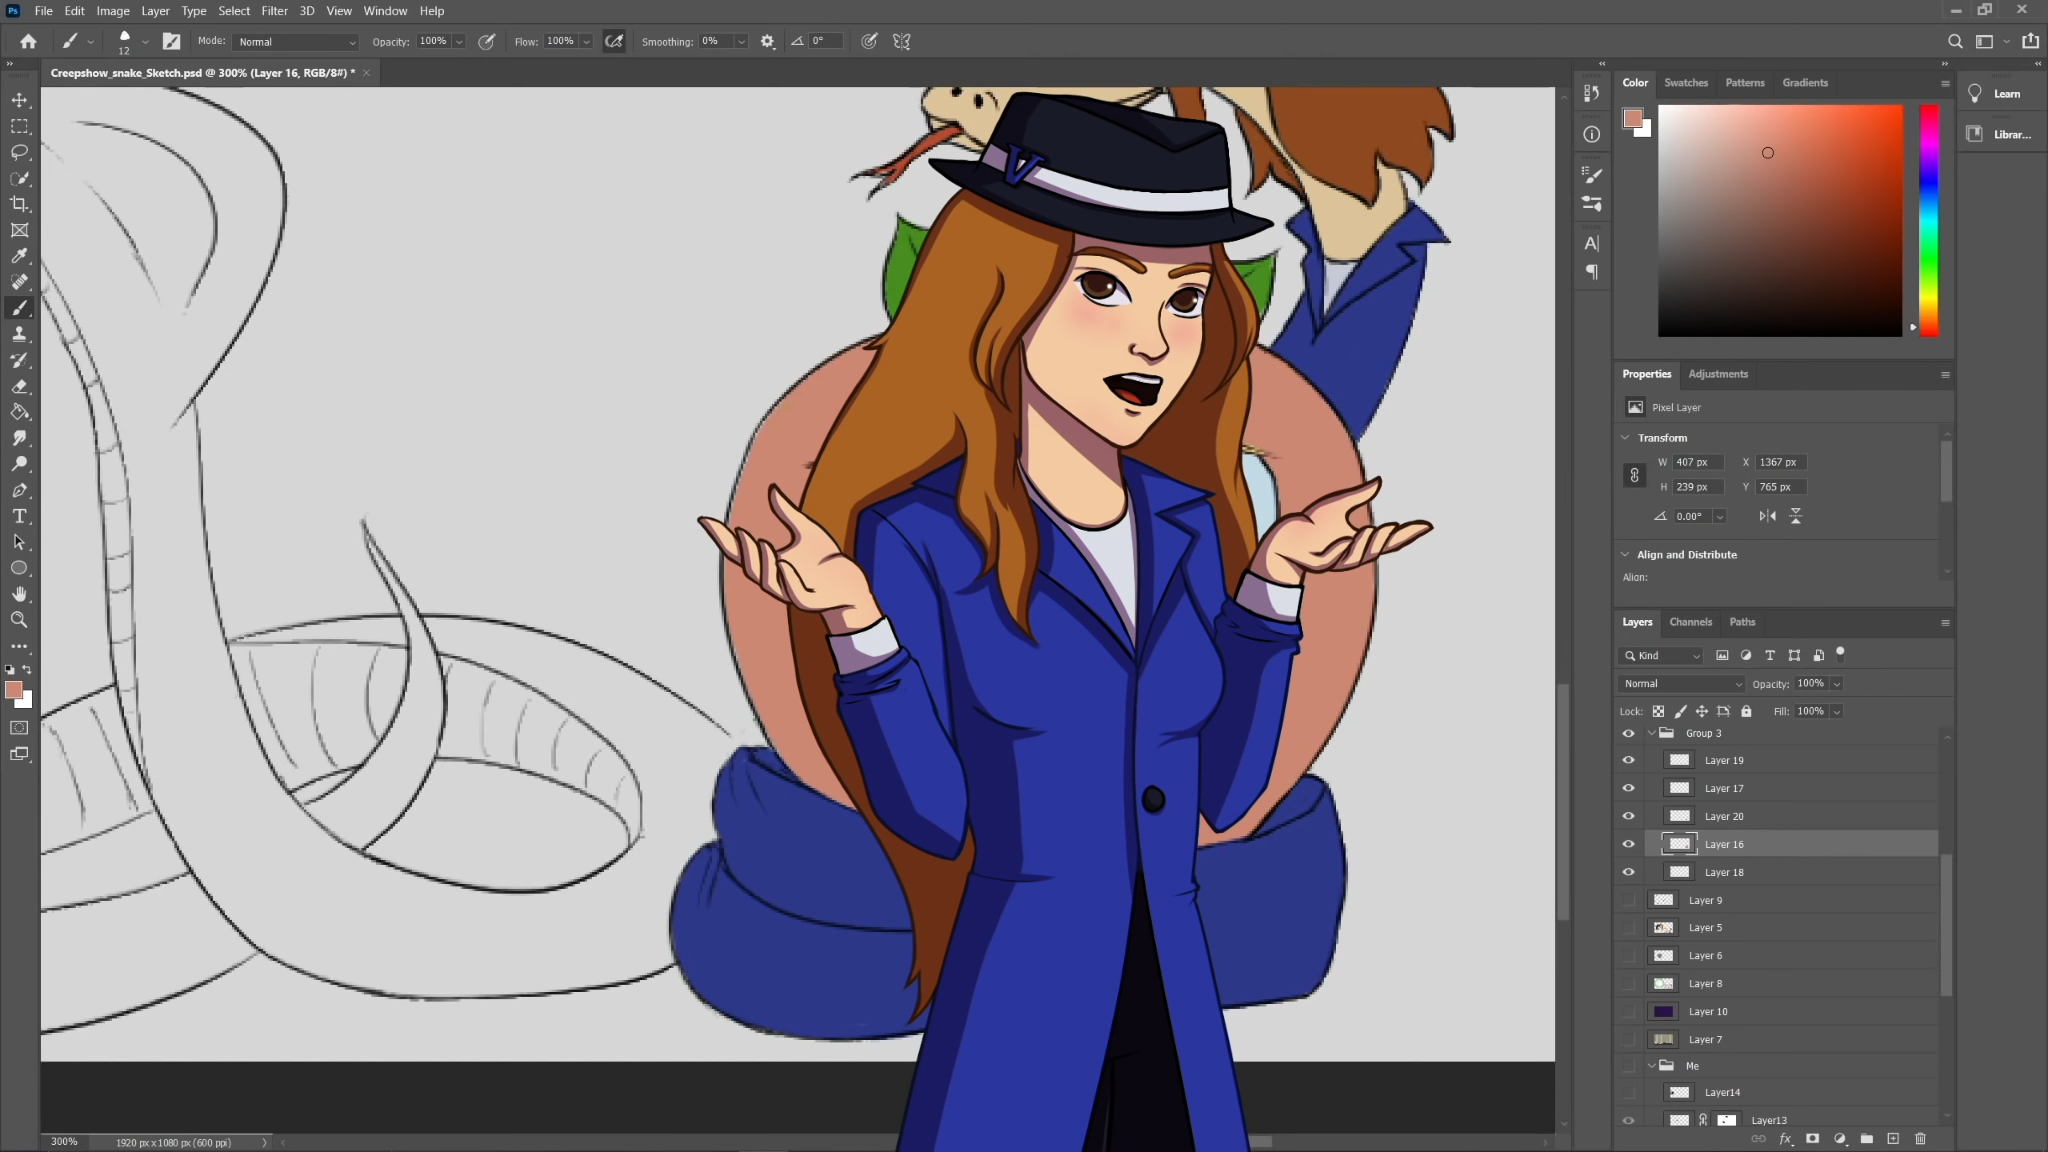 Ps File Edit Image Layer Type Select Filter 3D View Window Help
12 Mode: Normal Opacity: 100% Flow: 100% Smoothing: 0% 0°
Creepshow_snake_Sketch.psd @ 300% (Layer 16, RGB/8#) *
Color Swatches Patterns Gradients
Learn
Librar...
V
Properties Adjustments
Pixel Layer
Transform
W 407 px X 1367 px
H 239 px Y 765 px
0.00°
Align and Distribute
Align:
Layers Channels Paths
Kind
Normal Opacity: 100%
Lock: Fill: 100%
Group 3
Layer 19
Layer 17
Layer 20
Layer 16
Layer 18
Layer 9
Layer 5
Layer 6
Layer 8
Layer 10
Layer 7
Me
Layer14
Layer13
fx
300% 1920 px x 1080 px (600 ppi)